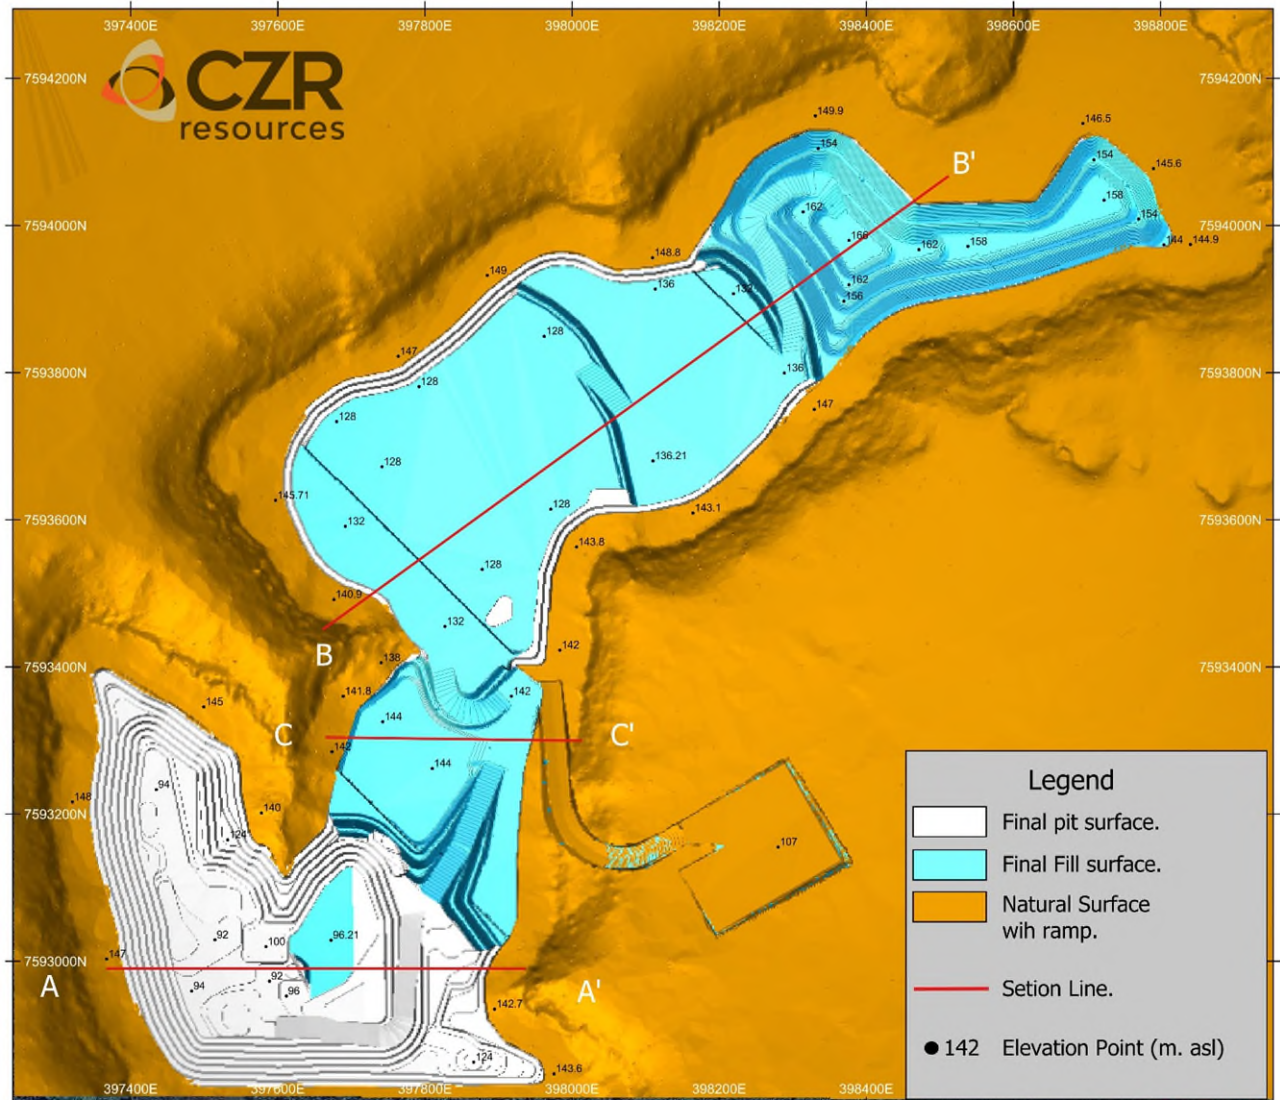 397400E 397600E 397800E 398000E 398200E 398400E 398600E 398800E
CZR
resources
7594200N 7594200N
149.9
146.5
154
154
145.6
B'
158
162
154
7594000N 7594000N
166
162
158
144
144.9
148.8
149
136
132
162
156
128
147
7593800N 7593800N
136
128
147
128
136.21
128
145.71
128
143.1
7593600N 7593600N
132
143.8
128
140.9
132
142
B
138
7593400N 7593400N
141.8
142
145
144
C
C'
142
144
94
148
140
7593200N
124
107
96.21
92
100
147
7593000N
A
A'
92
94
96
142.7
124
143.6
397400E 397600E 397800E 398000E 398200E 398400E
Legend
Final pit surface.
Final Fill surface.
Natural Surface
wih ramp.
Setion Line.
142 Elevation Point (m. asl)